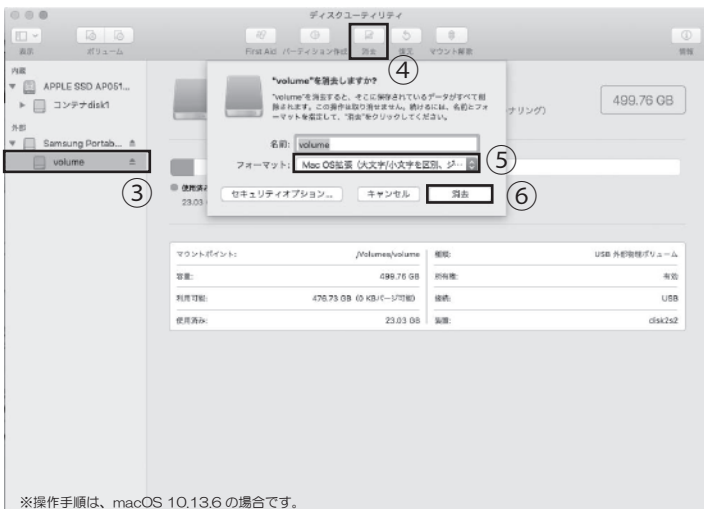 ディスクユーティリティ
表示
ボリューム
First Aid パーティション作成 消去 復元 マウント解除
情報
④
内蔵
APPLE SSD AP051...
コンテナdisk1
外部
Samsung Portab...
volume
③
"volume"を消去しますか?
"volume"を消去すると、そこに保存されているデータがすべて削
除されます。この操作は取り消せません。続けるには、名前とフォ
ーマットを指定して、"消去"をクリックしてください。
ーナリング)
499.76 GB
名前: volume
フォーマット: Mac OS拡張 (大文字/小文字を区別、ジ…
⑤
セキュリティオプション... キャンセル 消去
⑥
使用済み
23.03
マウントポイント: /Volumes/volume 種類: USB 外部物理ボリューム
容量: 499.76 GB 所有権: 有効
利用可能: 476.73 GB (0 KBパージ可能) 接続: USB
使用済み: 23.03 GB 装置: disk2s2
※操作手順は、macOS 10.13.6 の場合です。